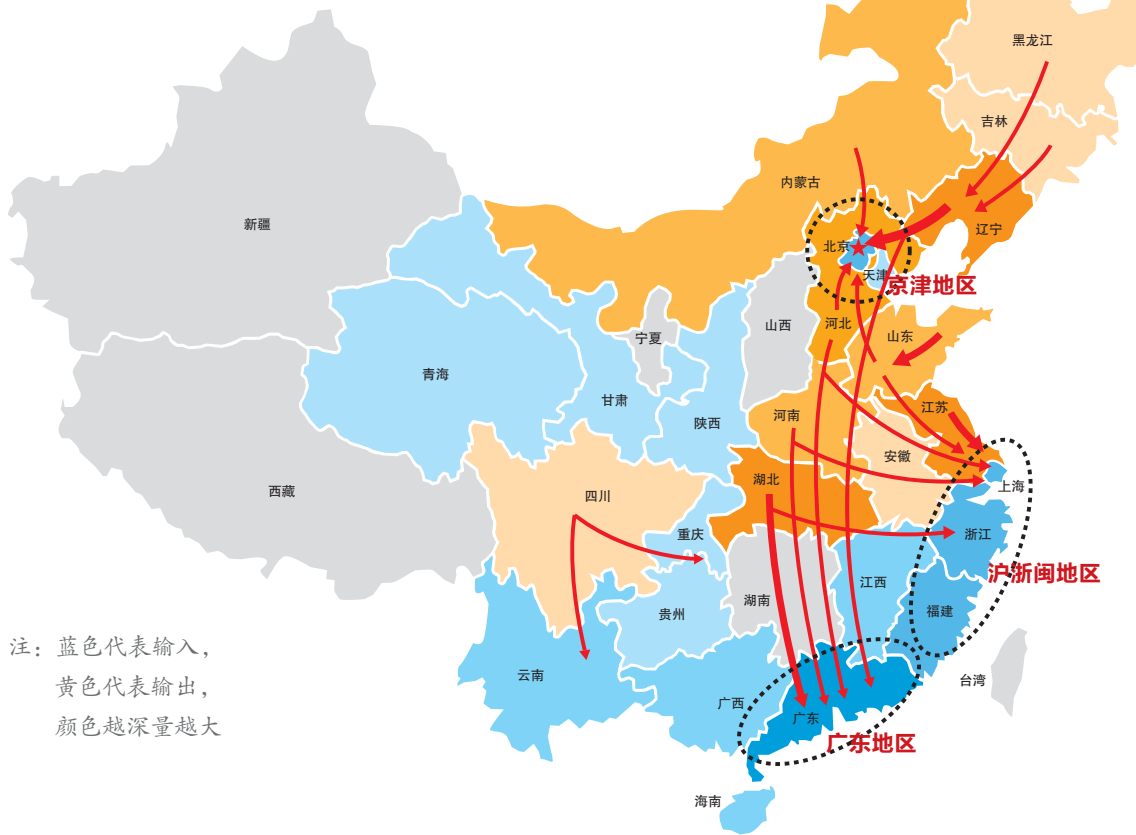 黑龙江
吉林
内蒙古
新疆
辽宁
北京
天津
京津地区
宁夏
山西
河北
山东
青海
甘肃
陕西
河南
江苏
安徽
西藏
四川
湖北
上海
重庆
浙江
沪浙闽地区
贵州
湖南
江西
福建
注：蓝色代表输入，
黄色代表输出，
颜色越深量越大
云南
广西
台湾
广东
广东地区
海南